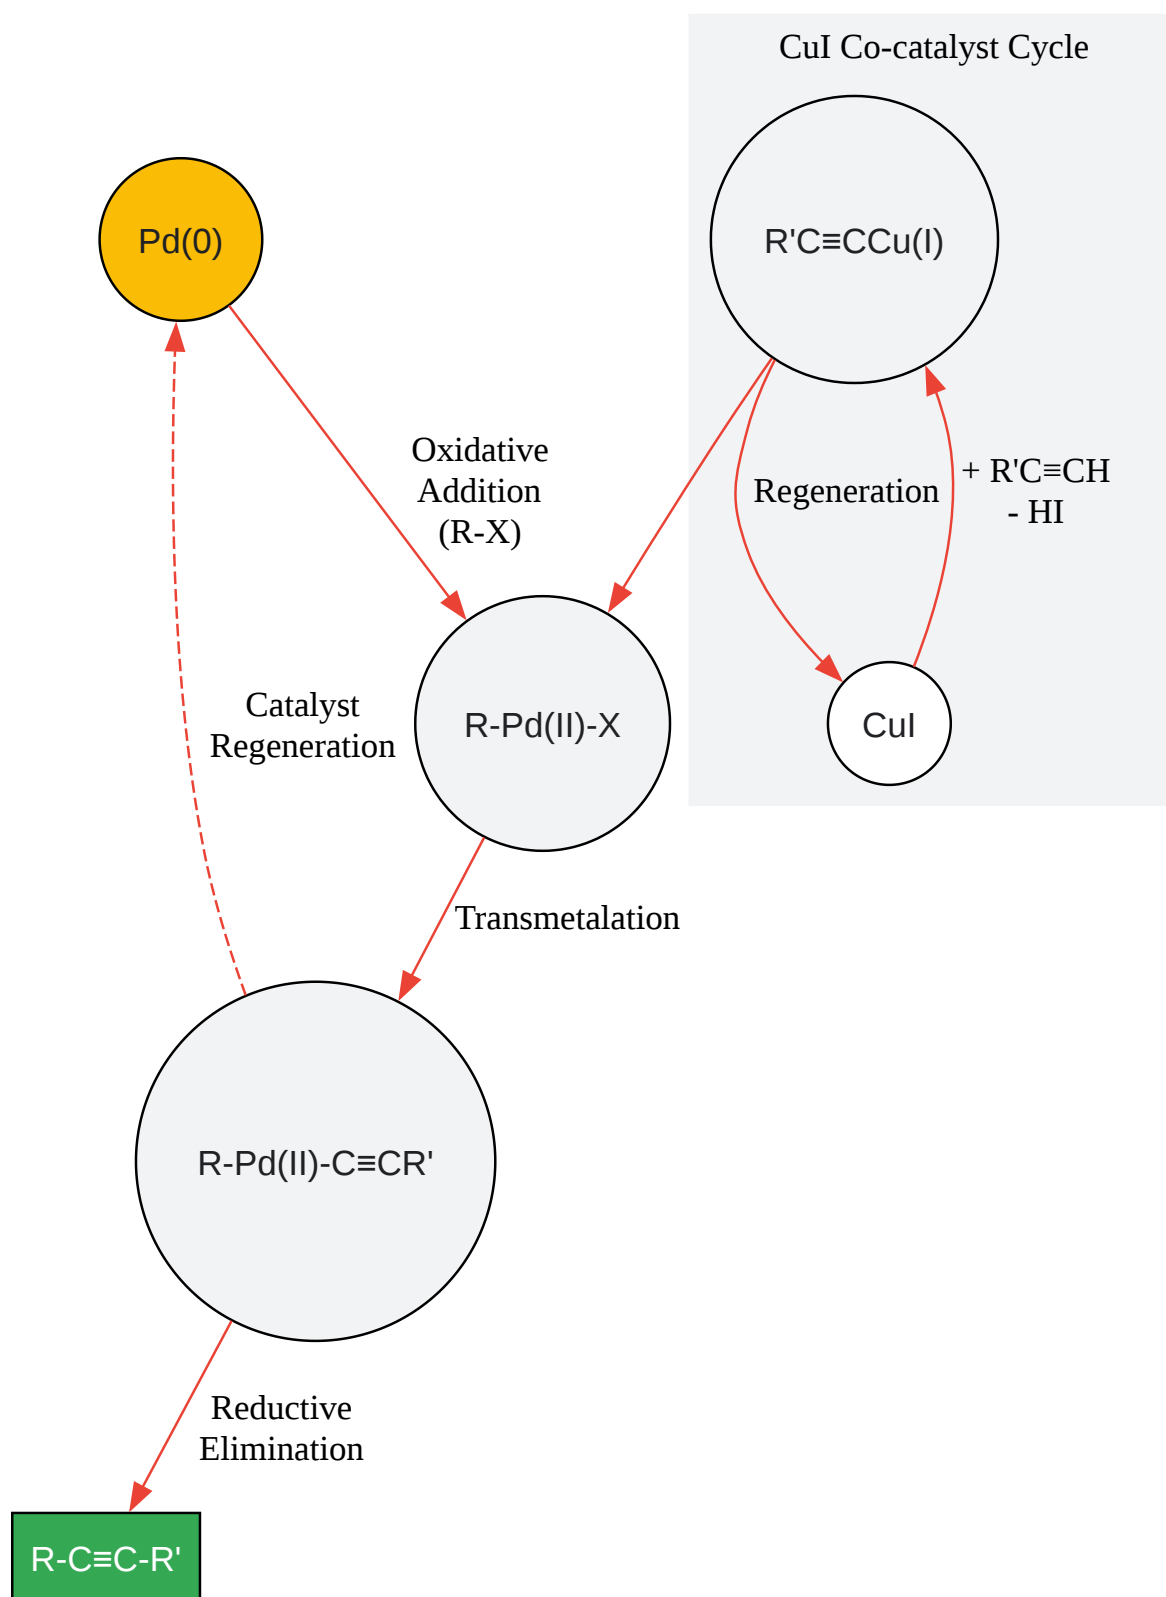 CuI Co-catalyst Cycle
Pd(0)
R'C≡CCu(I)
Oxidative
Addition
(R-X)
Regeneration
+ R'C≡CH
- HI
Catalyst
Regeneration
R-Pd(II)-X
CuI
Transmetalation
R-Pd(II)-C≡CR'
Reductive
Elimination
R-C≡C-R'